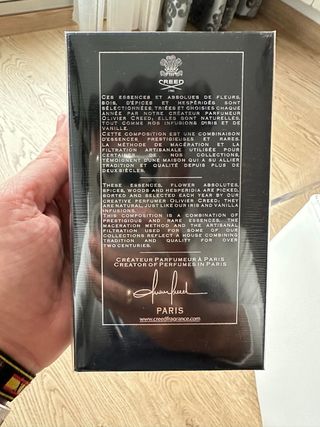 CREED
CES ESSENCES ET ABSOLUES DE FLEURS,
BOIS, D'ÉPICES ET HESPÉRIDÉS SONT
SÉLECTIONNÉES, TRIÉES ET CHOISIES CHAQUE
ANNÉE PAR NOTRE CRÉATEUR PARFUMEUR
OLIVIER CREED, ELLES SONT NATURELLES,
TOUT COMME NOS INFUSIONS D'IRIS ET DE
VANILLE.
CETTE COMPOSITION EST UNE COMBINAISON
D'ESSENCES PRESTIGIEUSES ET RARES.
LA MÉTHODE DE MACÉRATION ET LA
FILTRATION ARTISANALE UTILISÉE POUR
CERTAINES DE NOS COLLECTIONS,
TÉMOIGNENT D'UNE MAISON QUI A SU ALLIER
TRADITION ET QUALITÉ DEPUIS PLUS DE
DEUX SIÈCLES.
THESE ESSENCES, FLOWER ABSOLUTES,
SPICES, WOODS AND HESPERIDIA ARE PICKED,
SORTED AND SELECTED EACH YEAR BY OUR
CREATIVE PERFUMER OLIVIER CREED; THEY
ARE NATURAL, JUST LIKE OUR IRIS AND VANILLA
INFUSIONS.
THIS COMPOSITION IS A COMBINATION OF
PRESTIGIOUS AND RARE ESSENCES. THE
MACERATION METHOD AND THE ARTISANAL
FILTRATION USED FOR SOME OF OUR
COLLECTIONS REFLECT A HOUSE COMBINING
TRADITION AND QUALITY FOR OVER
TWO CENTURIES.
CRÉATEUR PARFUMEUR À PARIS
CREATOR OF PERFUMES IN PARIS
PARIS
www.creedfragrance.com